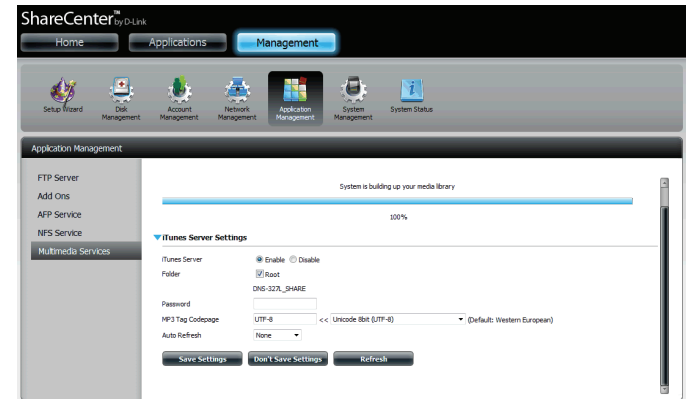 ShareCenter™ by D-Link
Home Applications Management
Setup Wizard Disk Management Account Management Network Management Application Management System Management System Status
Application Management
FTP Server
Add Ons
AFP Service
NFS Service
Multimedia Services
System is building up your media library
100%
iTunes Server Settings
iTunes Server Enable Disable
Folder Root
DNS-327L_SHARE
Password
MP3 Tag Codepage UTF-8 << Unicode 8bit (UTF-8) (Default: Western European)
Auto Refresh None
Save Settings Don't Save Settings Refresh